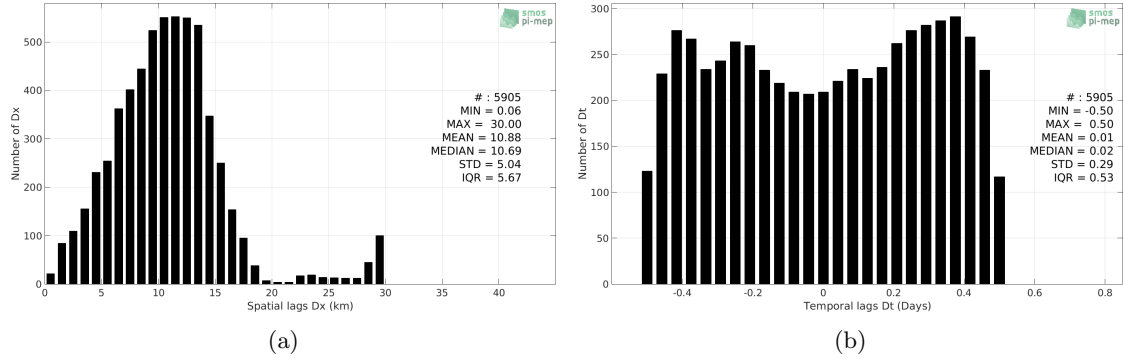 smos
pi-mep
Number of Dx
500
400
300
200
100
0
# : 5905
MIN = 0.06
MAX = 30.00
MEAN = 10.88
MEDIAN = 10.69
STD = 5.04
IQR = 5.67
0 5 10 15 20 25 30 35 40
Spatial lags Dx (km)
(a)
smos
pi-mep
Number of Dt
300
250
200
150
100
50
0
# : 5905
MIN = -0.50
MAX = 0.50
MEAN = 0.01
MEDIAN = 0.02
STD = 0.29
IQR = 0.53
-0.4 -0.2 0 0.2 0.4 0.6 0.8
Temporal lags Dt (Days)
(b)